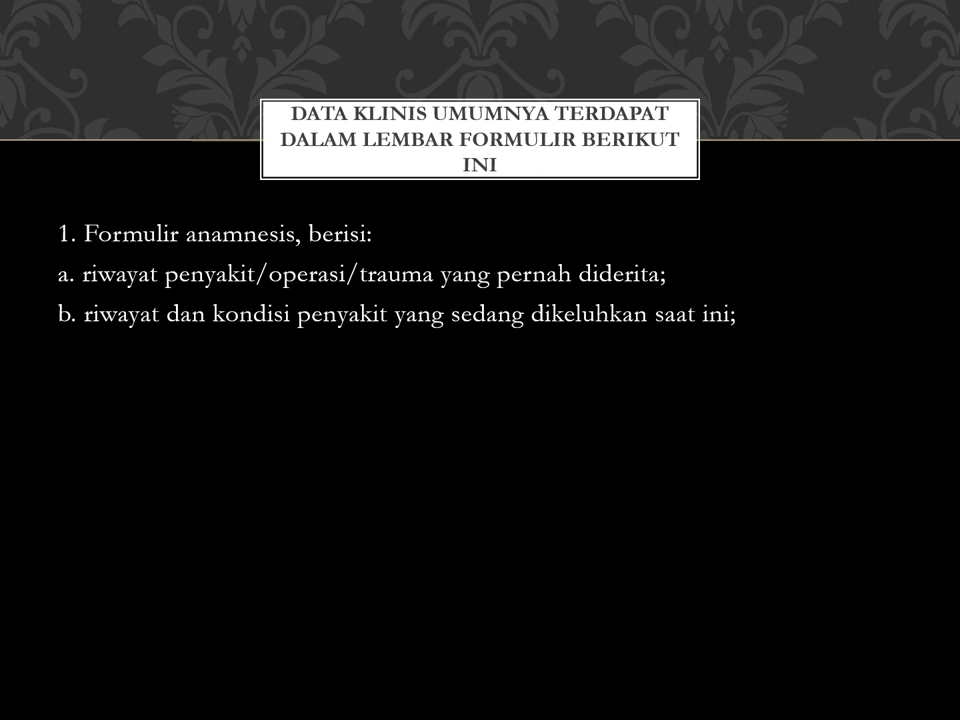 DATA KLINIS UMUMNYA TERDAPAT
DALAM LEMBAR FORMULIR BERIKUT
INI
1. Formulir anamnesis, berisi:
a. riwayat penyakit/operasi/trauma yang pernah diderita;
b. riwayat dan kondisi penyakit yang sedang dikeluhkan saat ini;